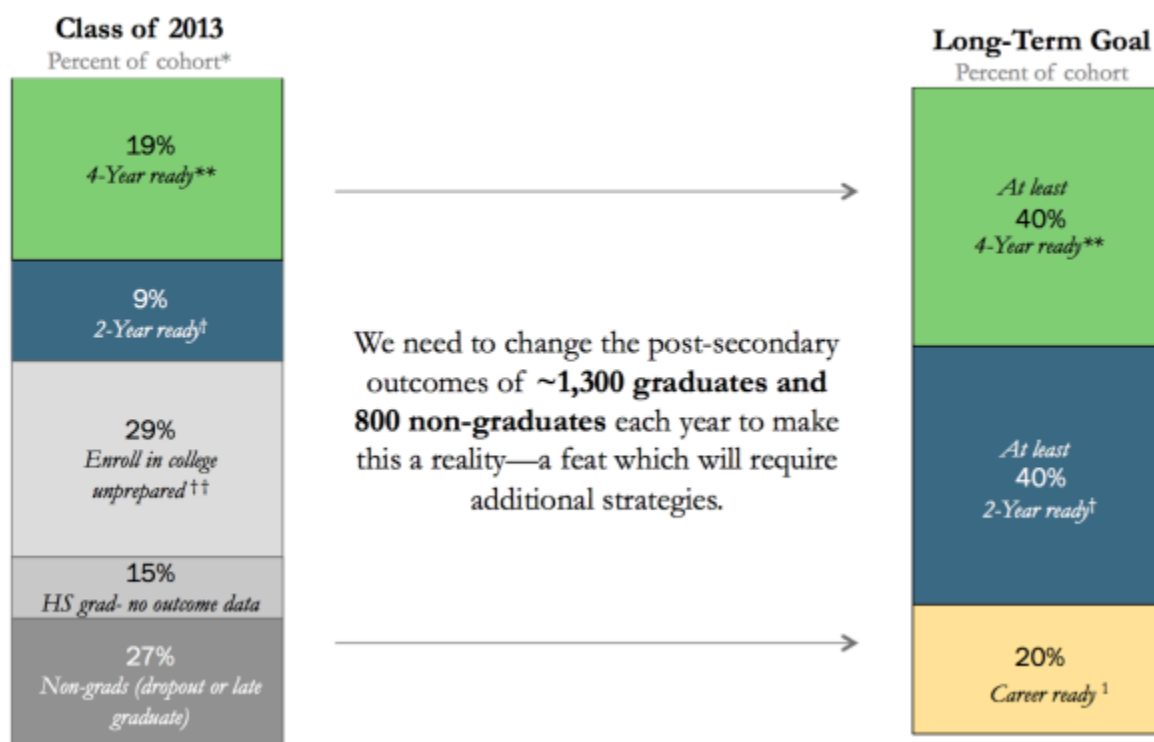 Class of 2013
Percent of cohort*
19%
4-Year ready**
9%
2-Year ready†
29%
Enroll in college
unprepared††
15%
HS grad- no outcome data
27%
Non-grads (dropout or late
graduate)
We need to change the post-secondary
outcomes of ~1,300 graduates and
800 non-graduates each year to make
this a reality—a feat which will require
additional strategies.
Long-Term Goal
Percent of cohort
At least
40%
4-Year ready**
At least
40%
2-Year ready†
20%
Career ready ¹